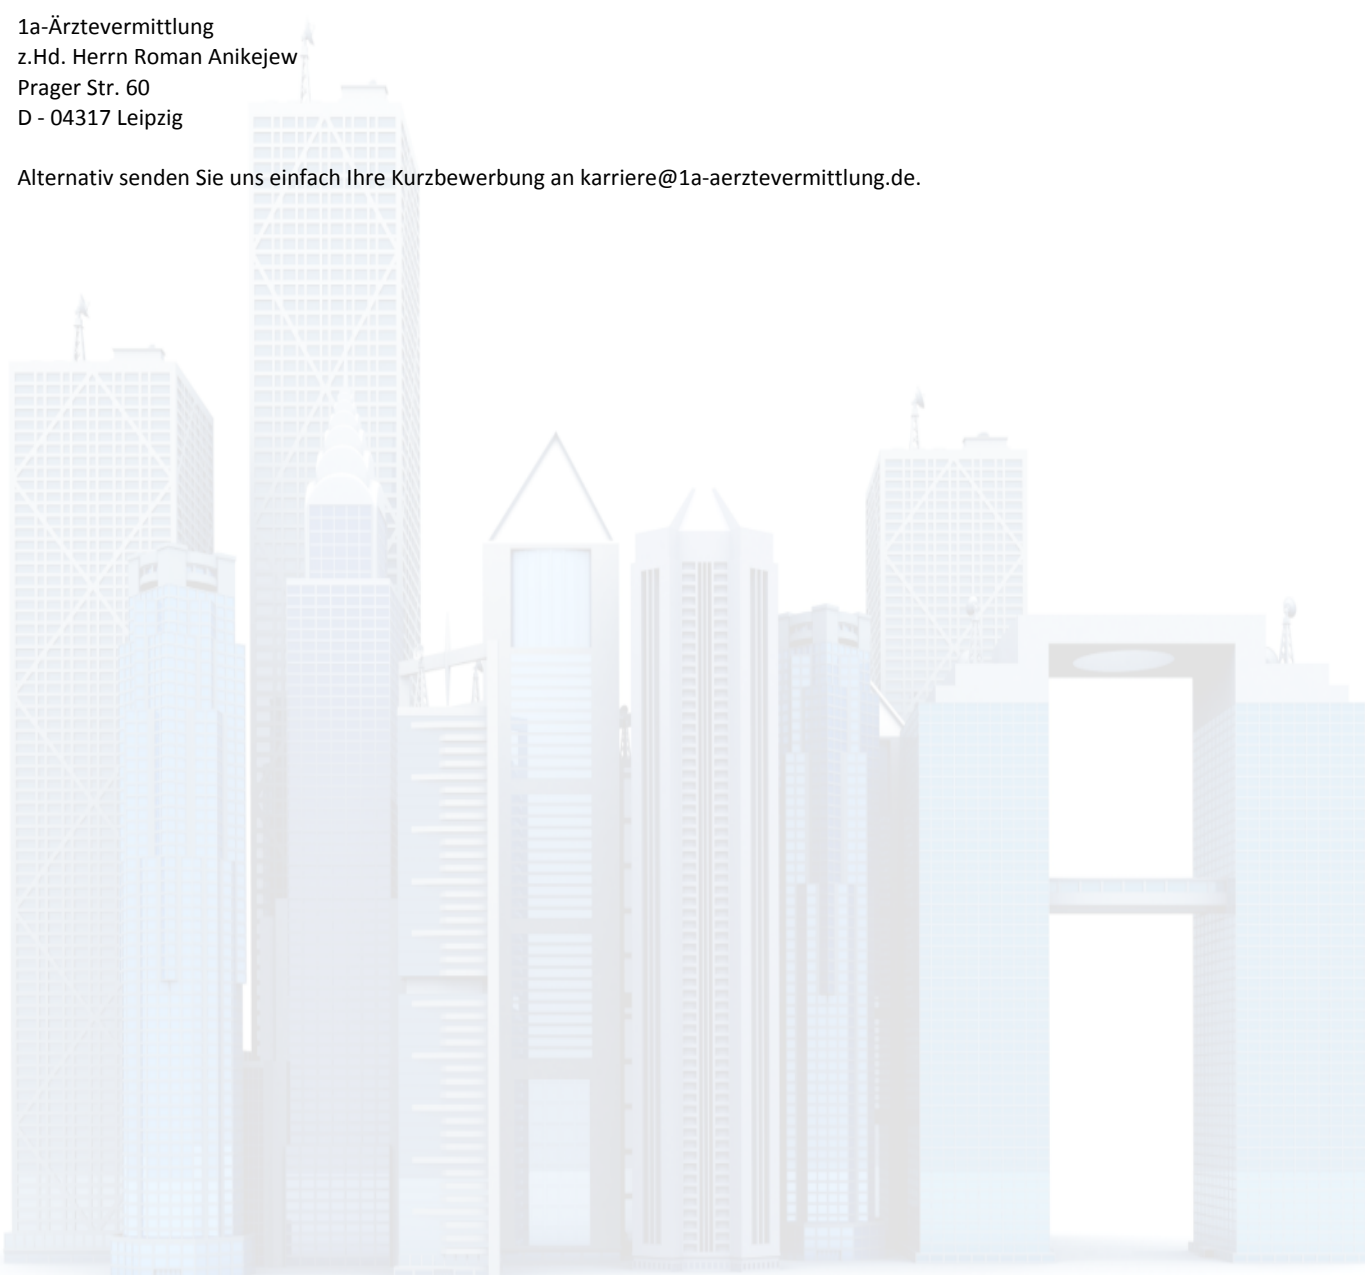 1a-Ärztevermittlung
z.Hd. Herrn Roman Anikejew
Prager Str. 60
D - 04317 Leipzig
Alternativ senden Sie uns einfach Ihre Kurzbewerbung an karriere@1a-aerztevermittlung.de.